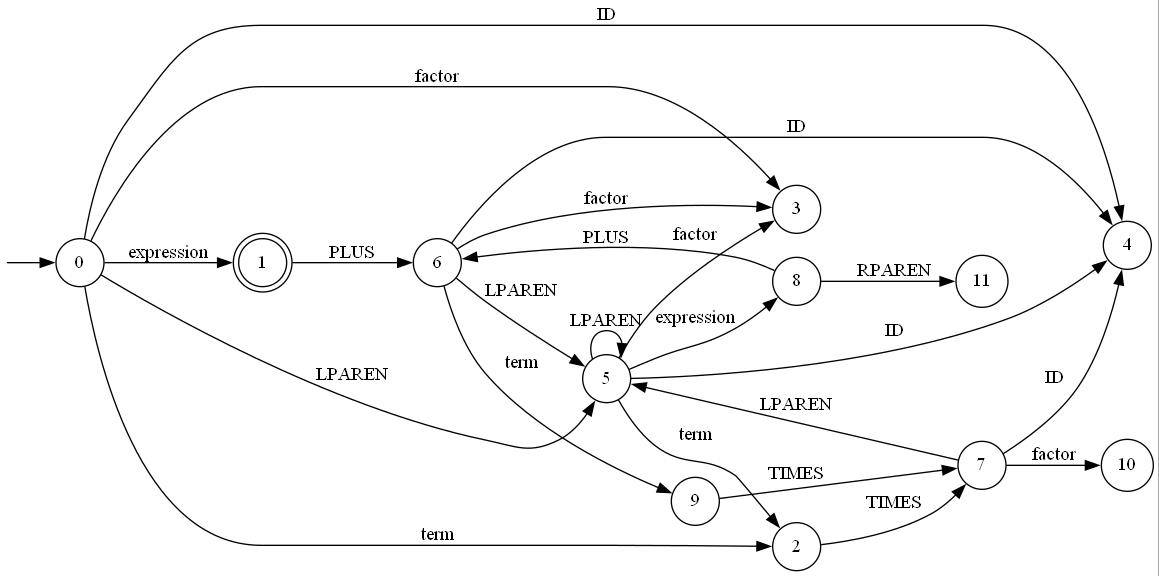 ID
factor
ID
factor
3
factor
PLUS
4
expression
PLUS
0
1
6
RPAREN
8
11
LPAREN
LPAREN
expression
ID
term
LPAREN
5
ID
LPAREN
term
factor
7
10
TIMES
9
TIMES
term
2